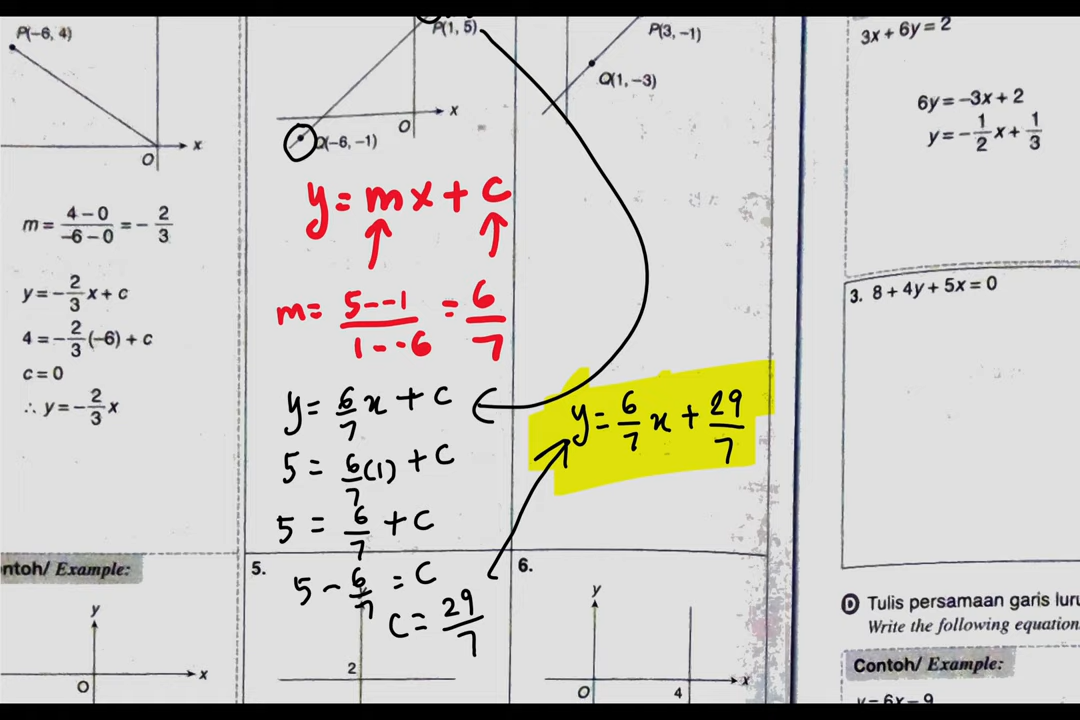 P(−6, 4)
x
O
m = 4 − 0 / −6 − 0 = − 2/3
y = − 2/3 x + c
4 = − 2/3 (−6) + c
c = 0
∴ y = − 2/3 x
P(1, 5)
x
O
Q(−6, −1)
y = mx + c
m = 5 - -1 / 1 - -6 = 6/7
y = 6/7 x + c
5 = 6/7 (1) + c
5 = 6/7 + c
5 − 6/7 = c
c = 29/7
P(3, −1)
Q(1, −3)
y = 6/7 x + 29/7
3x + 6y = 2
6y = −3x + 2
y = − 1/2 x + 1/3
3. 8 + 4y + 5x = 0
ntoh/ Example:
y
x
O
5.
2
6.
y
x
O
4
D Tulis persamaan garis luru
Write the following equation
Contoh/ Example:
y = 6x − 9